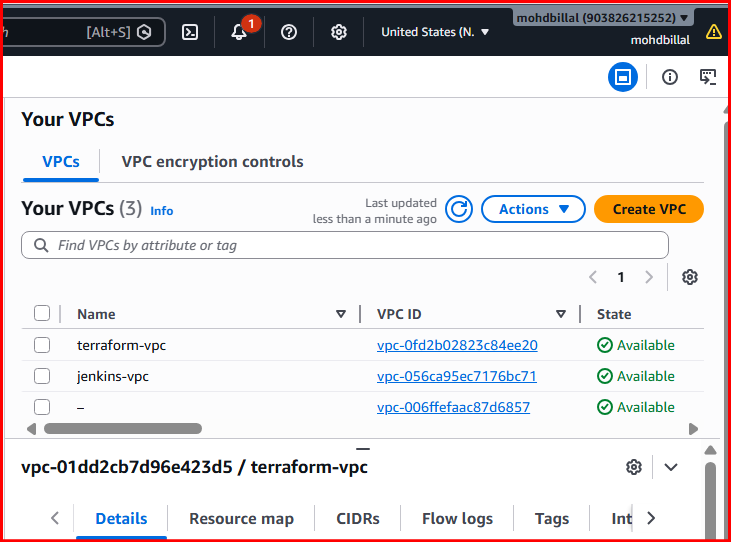 h [Alt+S] 1 United States (N. mohdbillal (903826215252)
mohdbillal
Your VPCs
VPCs VPC encryption controls
Your VPCs (3) Info Last updated less than a minute ago Actions Create VPC
Find VPCs by attribute or tag
1
Name VPC ID State
terraform-vpc vpc-0fd2b02823c84ee20 Available
jenkins-vpc vpc-056ca95ec7176bc71 Available
– vpc-006ffefaac87d6857 Available
vpc-01dd2cb7d96e423d5 / terraform-vpc
Details Resource map CIDRs Flow logs Tags Int